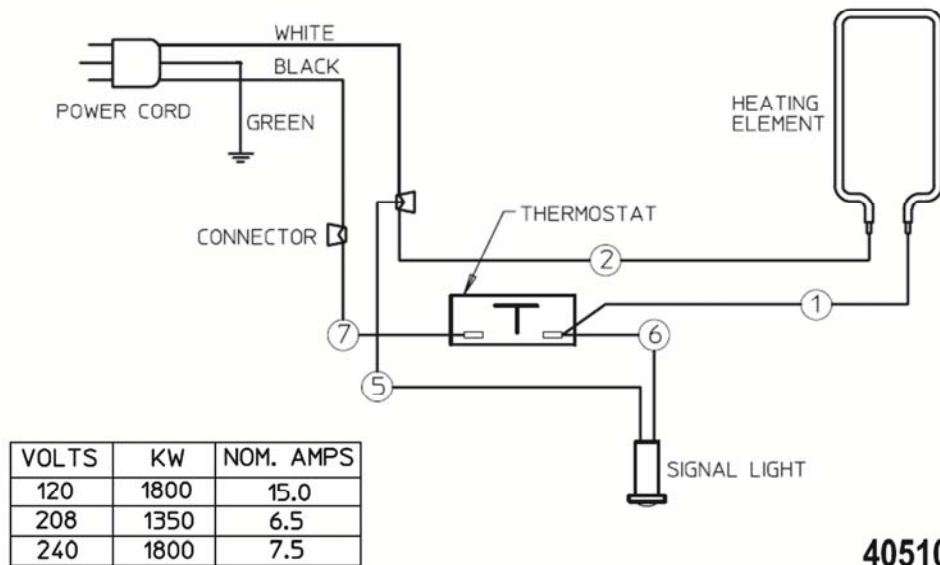 WHITE
BLACK
POWER CORD
GREEN
HEATING
ELEMENT
THERMOSTAT
CONNECTOR
2
1
T
7
6
5
SIGNAL LIGHT
VOLTS KW NOM. AMPS
120 1800 15.0
208 1350 6.5
240 1800 7.5
40510